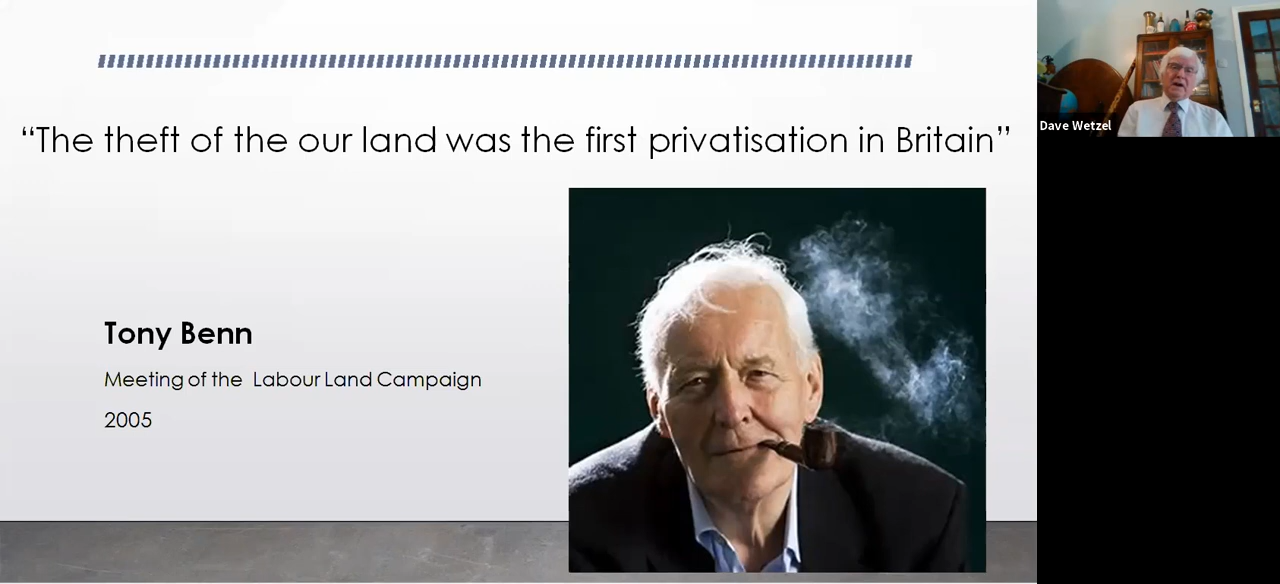 “The theft of the our land was the first privatisation in Britain”
Dave Wetzel
Tony Benn
Meeting of the Labour Land Campaign
2005